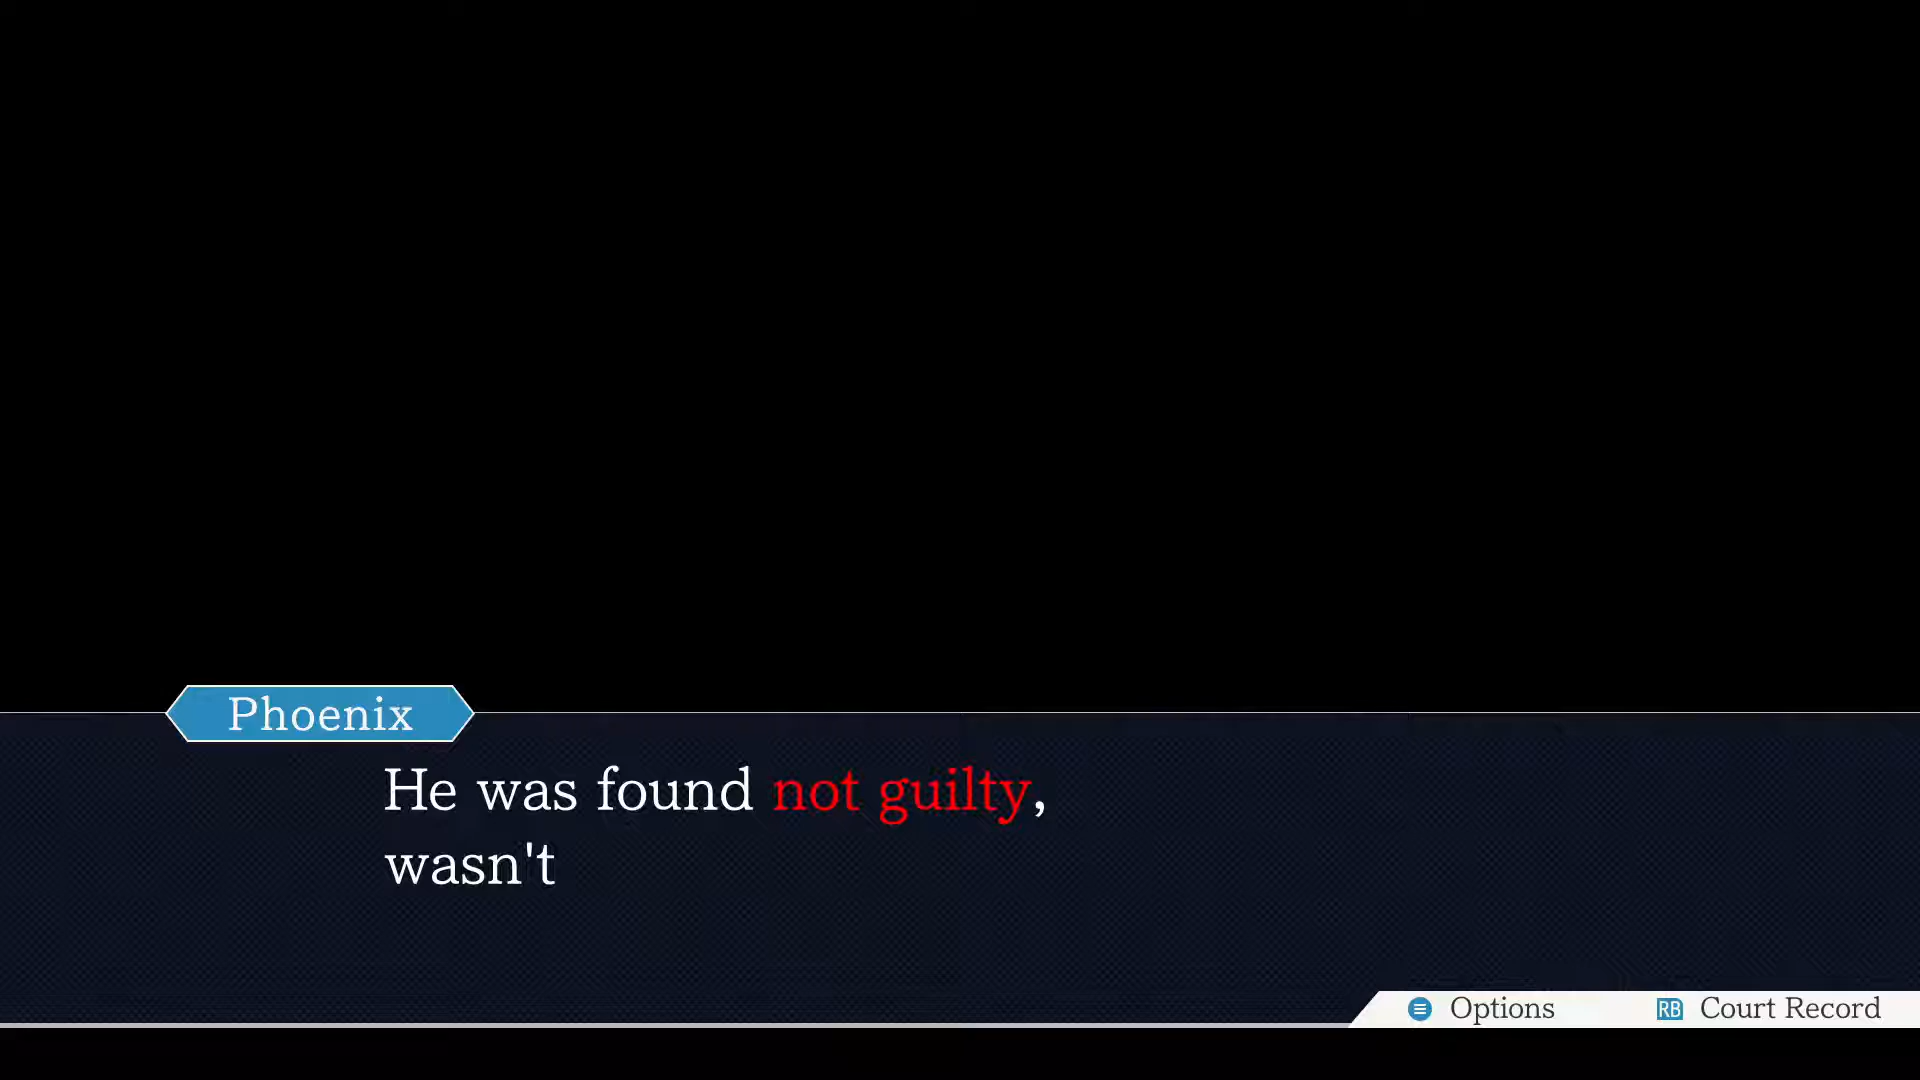 Phoenix
He was found not guilty,
wasn't
Options
RB Court Record